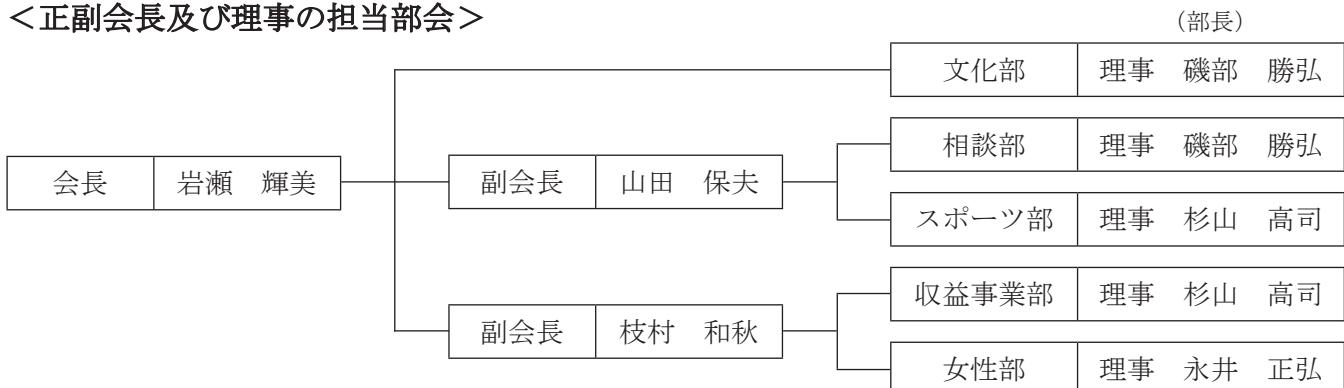 ＜正副会長及び理事の担当部会＞
（部長）
文化部 理事 磯部 勝弘
相談部 理事 磯部 勝弘
会長 岩瀬 輝美
副会長 山田 保夫
スポーツ部 理事 杉山 高司
収益事業部 理事 杉山 高司
副会長 枝村 和秋
女性部 理事 永井 正弘